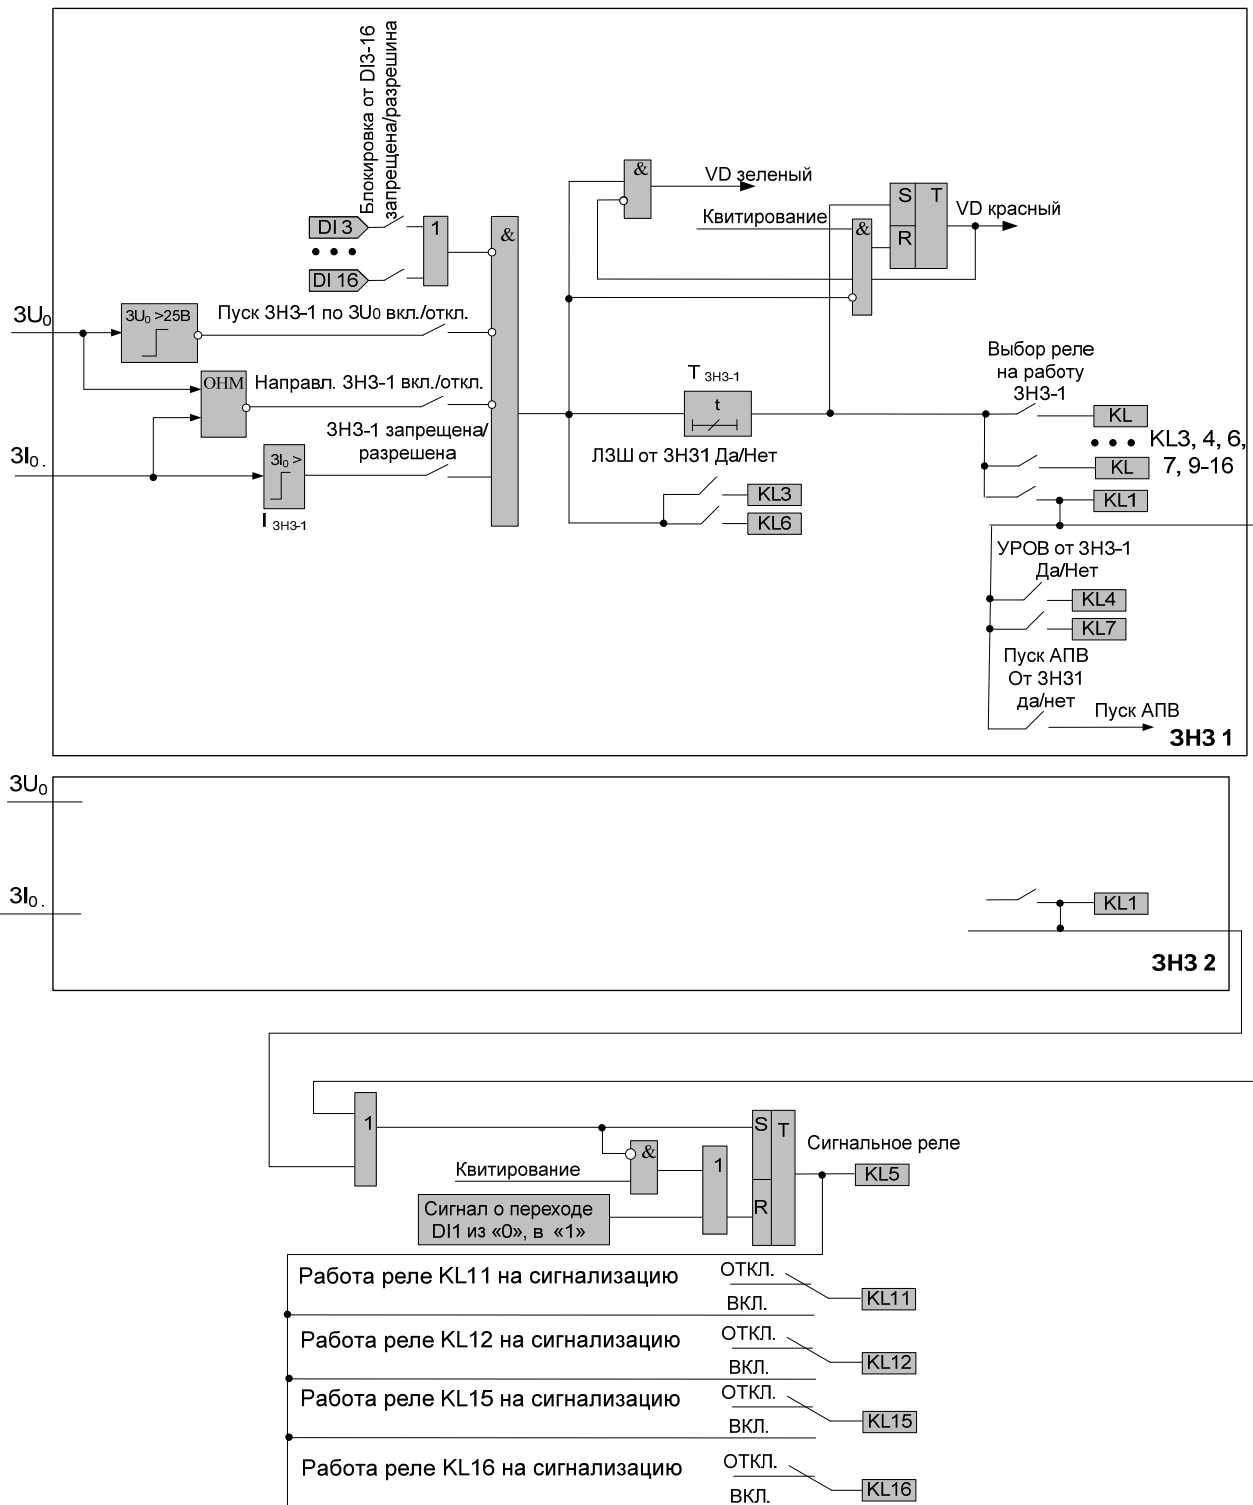 Блокировка от DI3-16
запрещена/разрешина
DI 3
DI 16
1
&
&
VD зеленый
Квитирование
&
S T
R
VD красный
3U0
3U0 >25В
Пуск ЗНЗ-1 по 3U0 вкл./откл.
ОНМ
Направл. ЗНЗ-1 вкл./откл.
ЗНЗ-1 запрещена/
разрешена
3I0 .
3I0 >
I ЗНЗ-1
T ЗНЗ-1
t
ЛЗШ от ЗНЗ1 Да/Нет
KL3
KL6
Выбор реле
на работу
ЗНЗ-1
KL
KL3, 4, 6,
KL
7, 9-16
KL1
УРОВ от ЗНЗ-1
Да/Нет
KL4
KL7
Пуск АПВ
От ЗНЗ1
да/нет
Пуск АПВ
ЗНЗ 1
3U0
3I0 .
KL1
ЗНЗ 2
1
Квитирование
&
1
S T
R
Сигнал о переходе
DI1 из «0», в «1»
Сигнальное реле
KL5
Работа реле KL11 на сигнализацию
ОТКЛ.
ВКЛ.
KL11
Работа реле KL12 на сигнализацию
ОТКЛ.
ВКЛ.
KL12
Работа реле KL15 на сигнализацию
ОТКЛ.
ВКЛ.
KL15
Работа реле KL16 на сигнализацию
ОТКЛ.
ВКЛ.
KL16